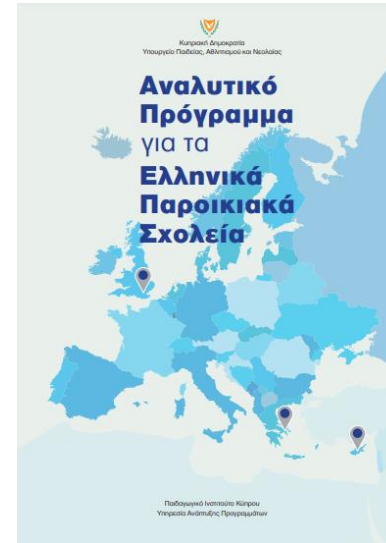 Κυπριακή Δημοκρατία
Υπουργείο Παιδείας, Αθλητισμού και Νεολαίας
Αναλυτικό
Πρόγραμμα
για τα
Ελληνικά
Παροικιακά
Σχολεία
Παιδαγωγικό Ινστιτούτο Κύπρου
Υπηρεσία Ανάπτυξης Προγραμμάτων